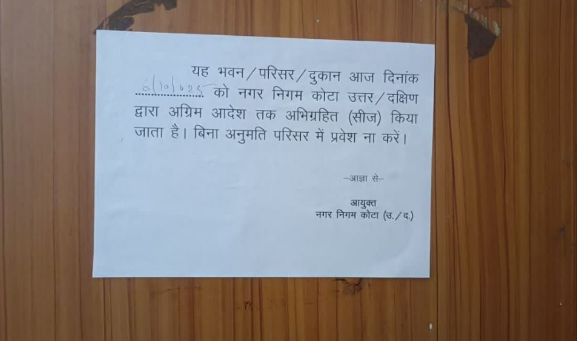 यह भवन/परिसर/दुकान आज दिनांक
6/10/25 को नगर निगम कोटा उत्तर/दक्षिण
द्वारा अग्रिम आदेश तक अभिग्रहित (सीज) किया
जाता है। बिना अनुमति परिसर में प्रवेश ना करें।
-आज्ञा से-
आयुक्त
नगर निगम कोटा (उ./द.)